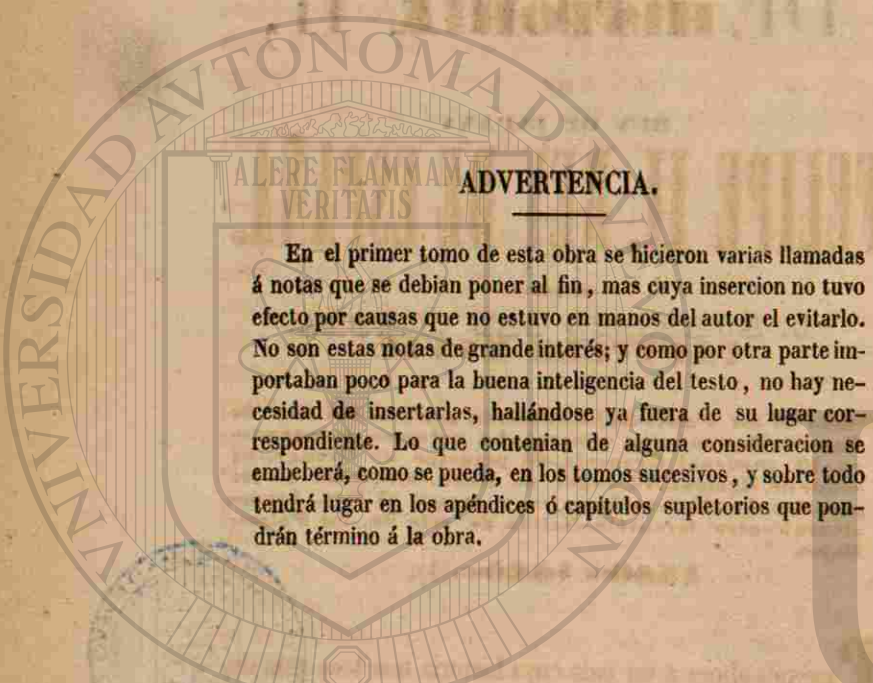 UNIVERSIDAD AVTONOMA DE NUEVO LEON
ALERE FLAMMAM
VERITATIS
ADVERTENCIA.
En el primer tomo de esta obra se hicieron varias llamadas
á notas que se debian poner al fin, mas cuya insercion no tuvo
efecto por causas que no estuvo en manos del autor el evitarlo.
No son estas notas de grande interés; y como por otra parte im-
portaban poco para la buena inteligencia del testo, no hay ne-
cesidad de insertarlas, hallándose ya fuera de su lugar cor-
respondiente. Lo que contenian de alguna consideracion se
embeberá, como se pueda, en los tomos sucesivos, y sobre todo
tendrá lugar en los apéndices ó capítulos supletorios que pon-
drán término á la obra.